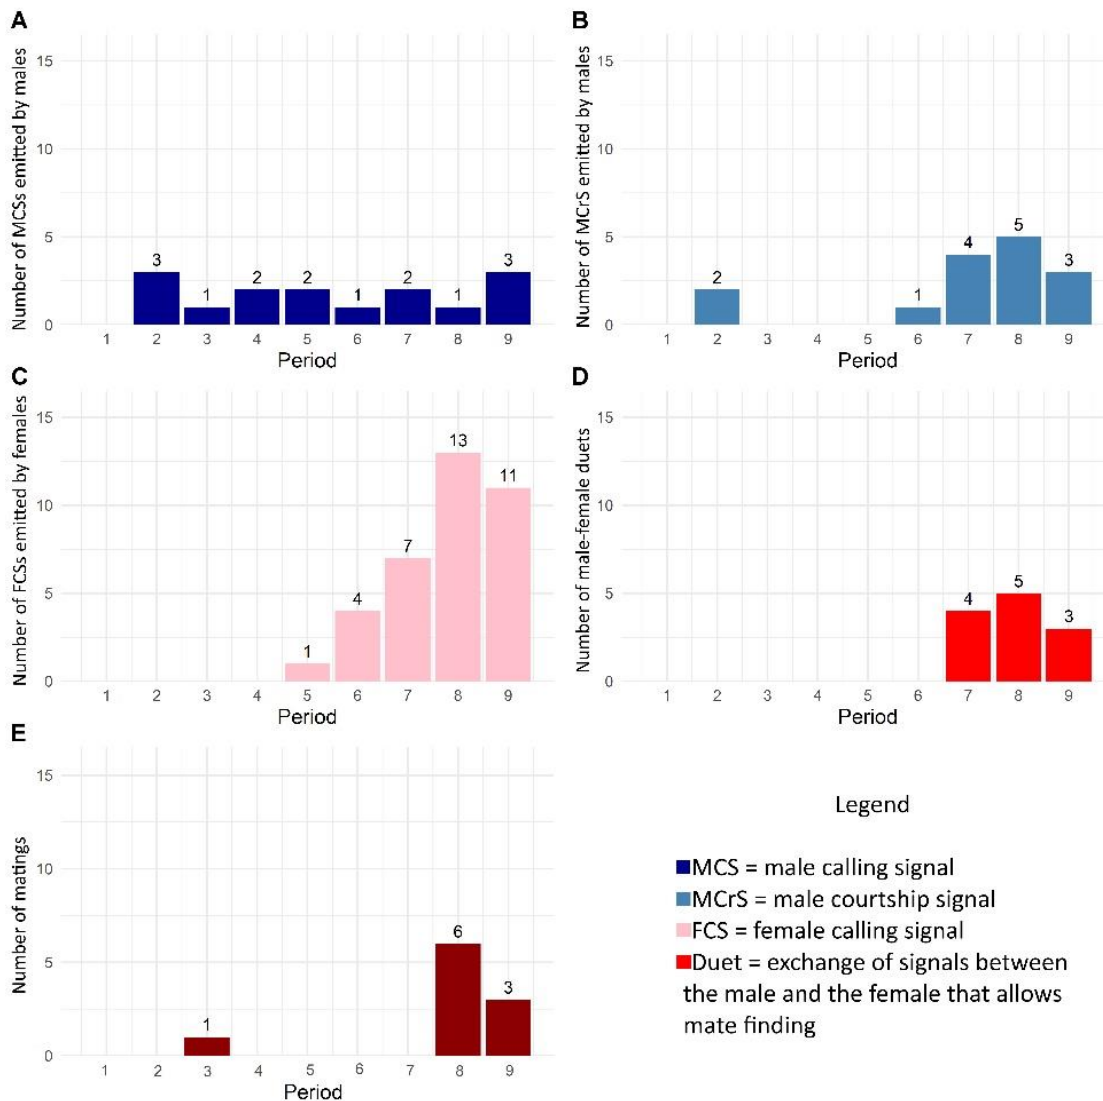 A
Number of MCSs emitted by males
15
10
5
0
3
1
2
2
1
2
1
3
1 2 3 4 5 6 7 8 9
Period
B
Number of MCrS emitted by males
15
10
5
0
2
1
4
5
3
1 2 3 4 5 6 7 8 9
Period
C
Number of FCSs emitted by females
15
10
5
0
1
4
7
13
11
1 2 3 4 5 6 7 8 9
Period
D
Number of male-female duets
15
10
5
0
4
5
3
1 2 3 4 5 6 7 8 9
Period
E
Number of matings
15
10
5
0
1
6
3
1 2 3 4 5 6 7 8 9
Period
Legend
MCS = male calling signal
MCrS = male courtship signal
FCS = female calling signal
Duet = exchange of signals between
the male and the female that allows
mate finding